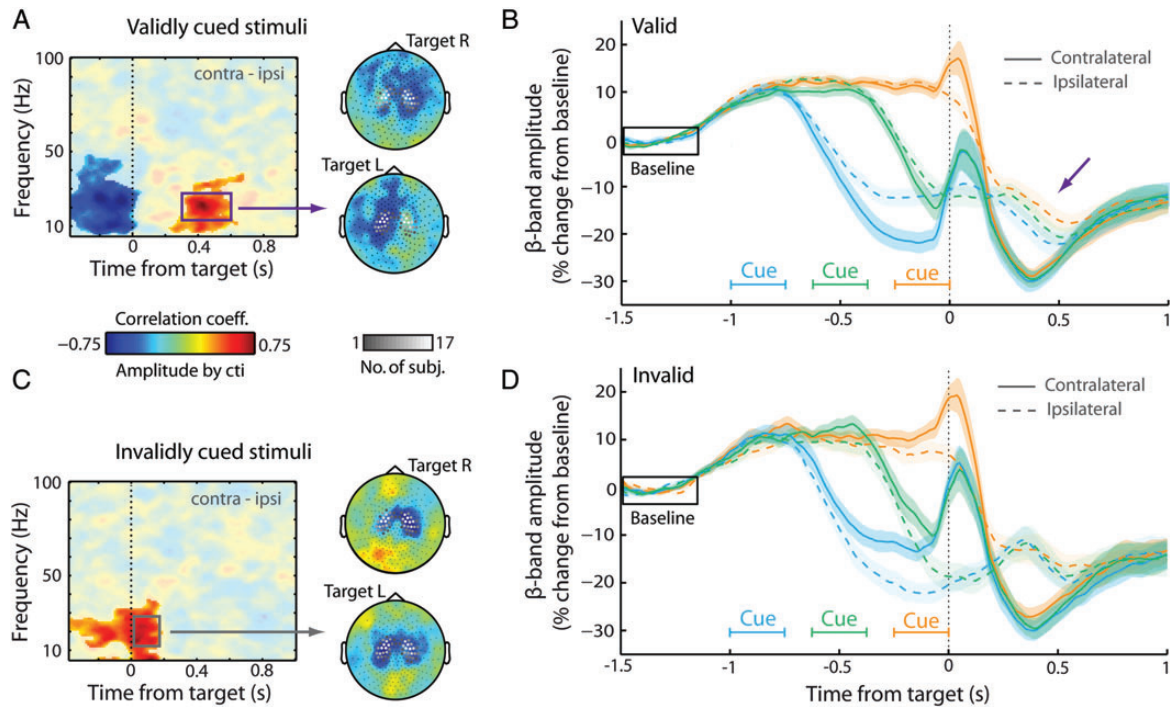 A
Validly cued stimuli
Target R
contra - ipsi
100
50
10
Frequency (Hz)
0
0.4
0.8
Time from target (s)
Target L
Correlation coeff.
−0.75
0.75
Amplitude by cti
1
17
No. of subj.
B
Valid
Contralateral
Ipsilateral
20
10
0
−10
−20
−30
β-band amplitude
(% change from baseline)
Baseline
Cue
Cue
cue
-1.5
-1
-0.5
0
0.5
1
C
Invalidly cued stimuli
Target R
contra - ipsi
100
50
10
Frequency (Hz)
0
0.4
0.8
Time from target (s)
Target L
D
Invalid
Contralateral
Ipsilateral
20
10
0
−10
−20
−30
β-band amplitude
(% change from baseline)
Baseline
Cue
Cue
Cue
-1.5
-1
-0.5
0
0.5
1
Time from target (s)